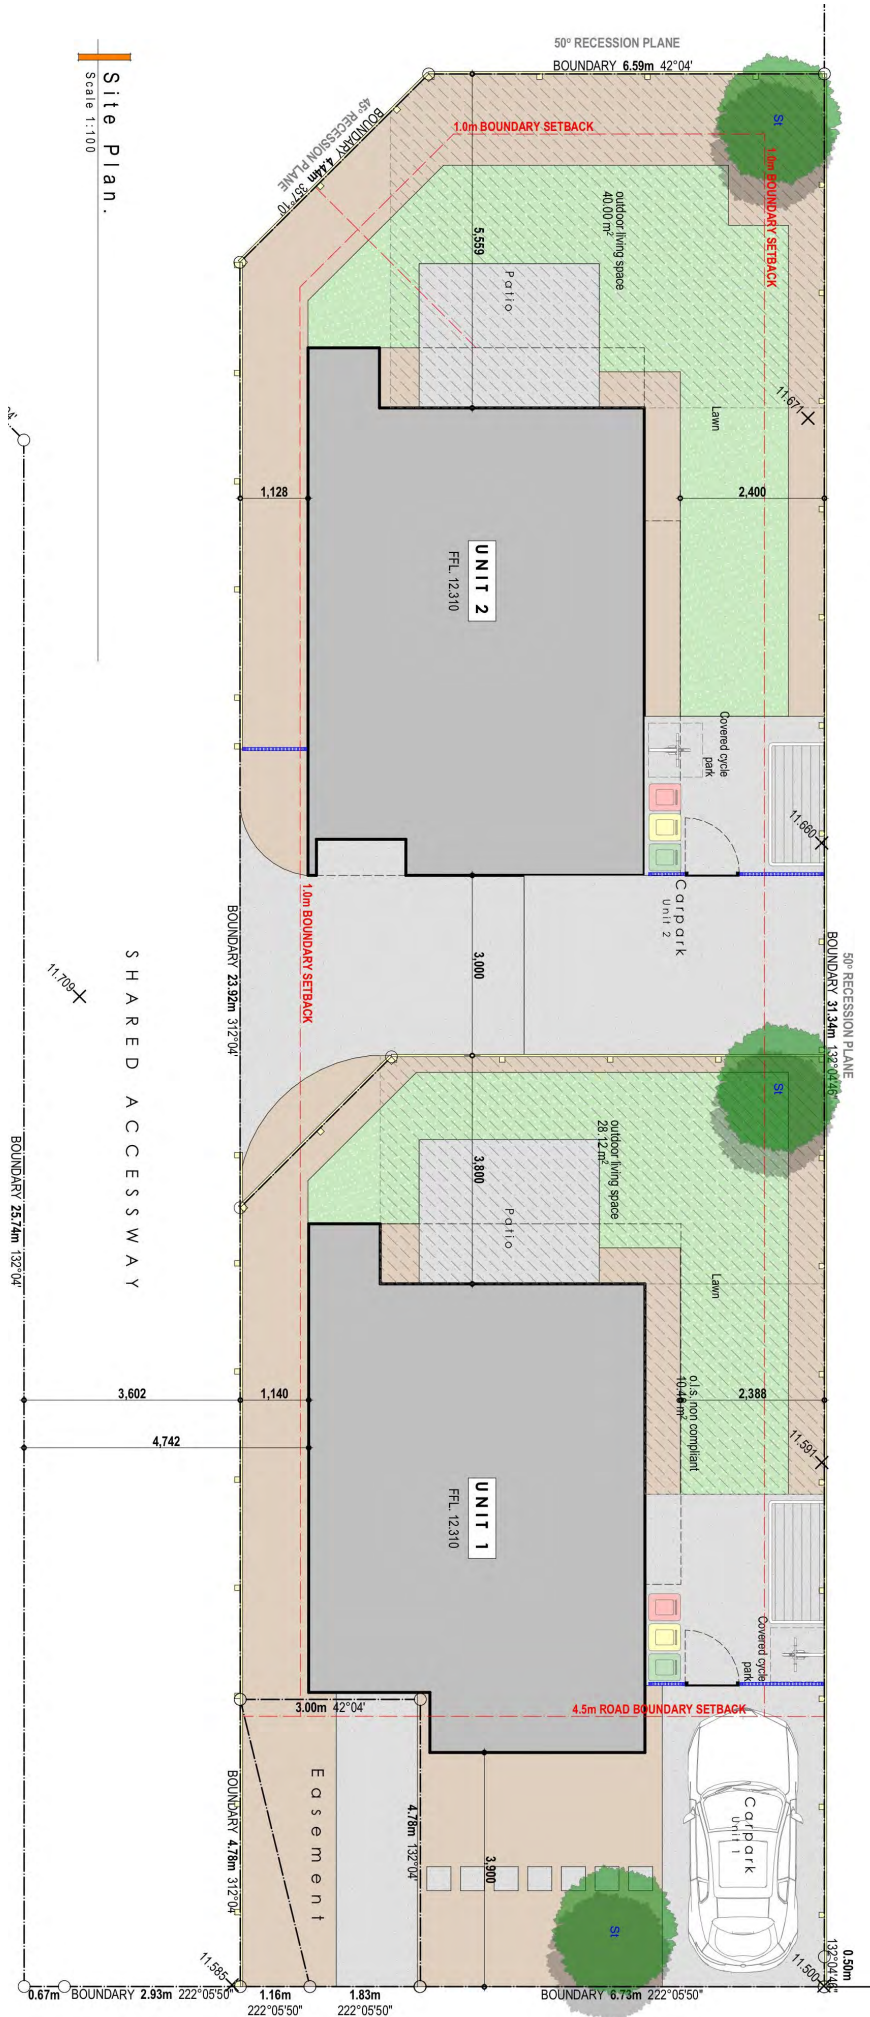 50º RECESSION PLANE
BOUNDARY 6.59m 42°04'
Site Plan.
Scale 1:100
45º RECESSION PLANE
BOUNDARY 4.44m 357°10'
1.0m BOUNDARY SETBACK
St
1.0m BOUNDARY SETBACK
outdoor living space
40.00 m²
5,559
Patio
11.671
Lawn
1,128
2,400
UNIT 2
FFL. 12.310
Covered cycle
park
11.660
Carpark
Unit 2
1.0m BOUNDARY SETBACK
BOUNDARY 23.92m 312°04'
3,000
50º RECESSION PLANE
BOUNDARY 31.34m 132°04'46"
11.709
SHARED ACCESSWAY
BOUNDARY 25.74m 132°04'
St
outdoor living space
28.12 m²
3,800
Patio
Lawn
o.l.s. non compliant
10.46 m²
3,602
1,140
2,388
4,742
11.591
UNIT 1
FFL. 12.310
Covered cycle
park
3.00m 42°04'
4.5m ROAD BOUNDARY SETBACK
Easement
BOUNDARY 4.78m 312°04'
4.78m 132°04'
3,900
Carpark
Unit 1
St
11.585
11.500
0.50m
132°04'46"
0.67m BOUNDARY 2.93m 222°05'50"
1.16m
222°05'50"
1.83m
222°05'50"
BOUNDARY 6.73m 222°05'50"